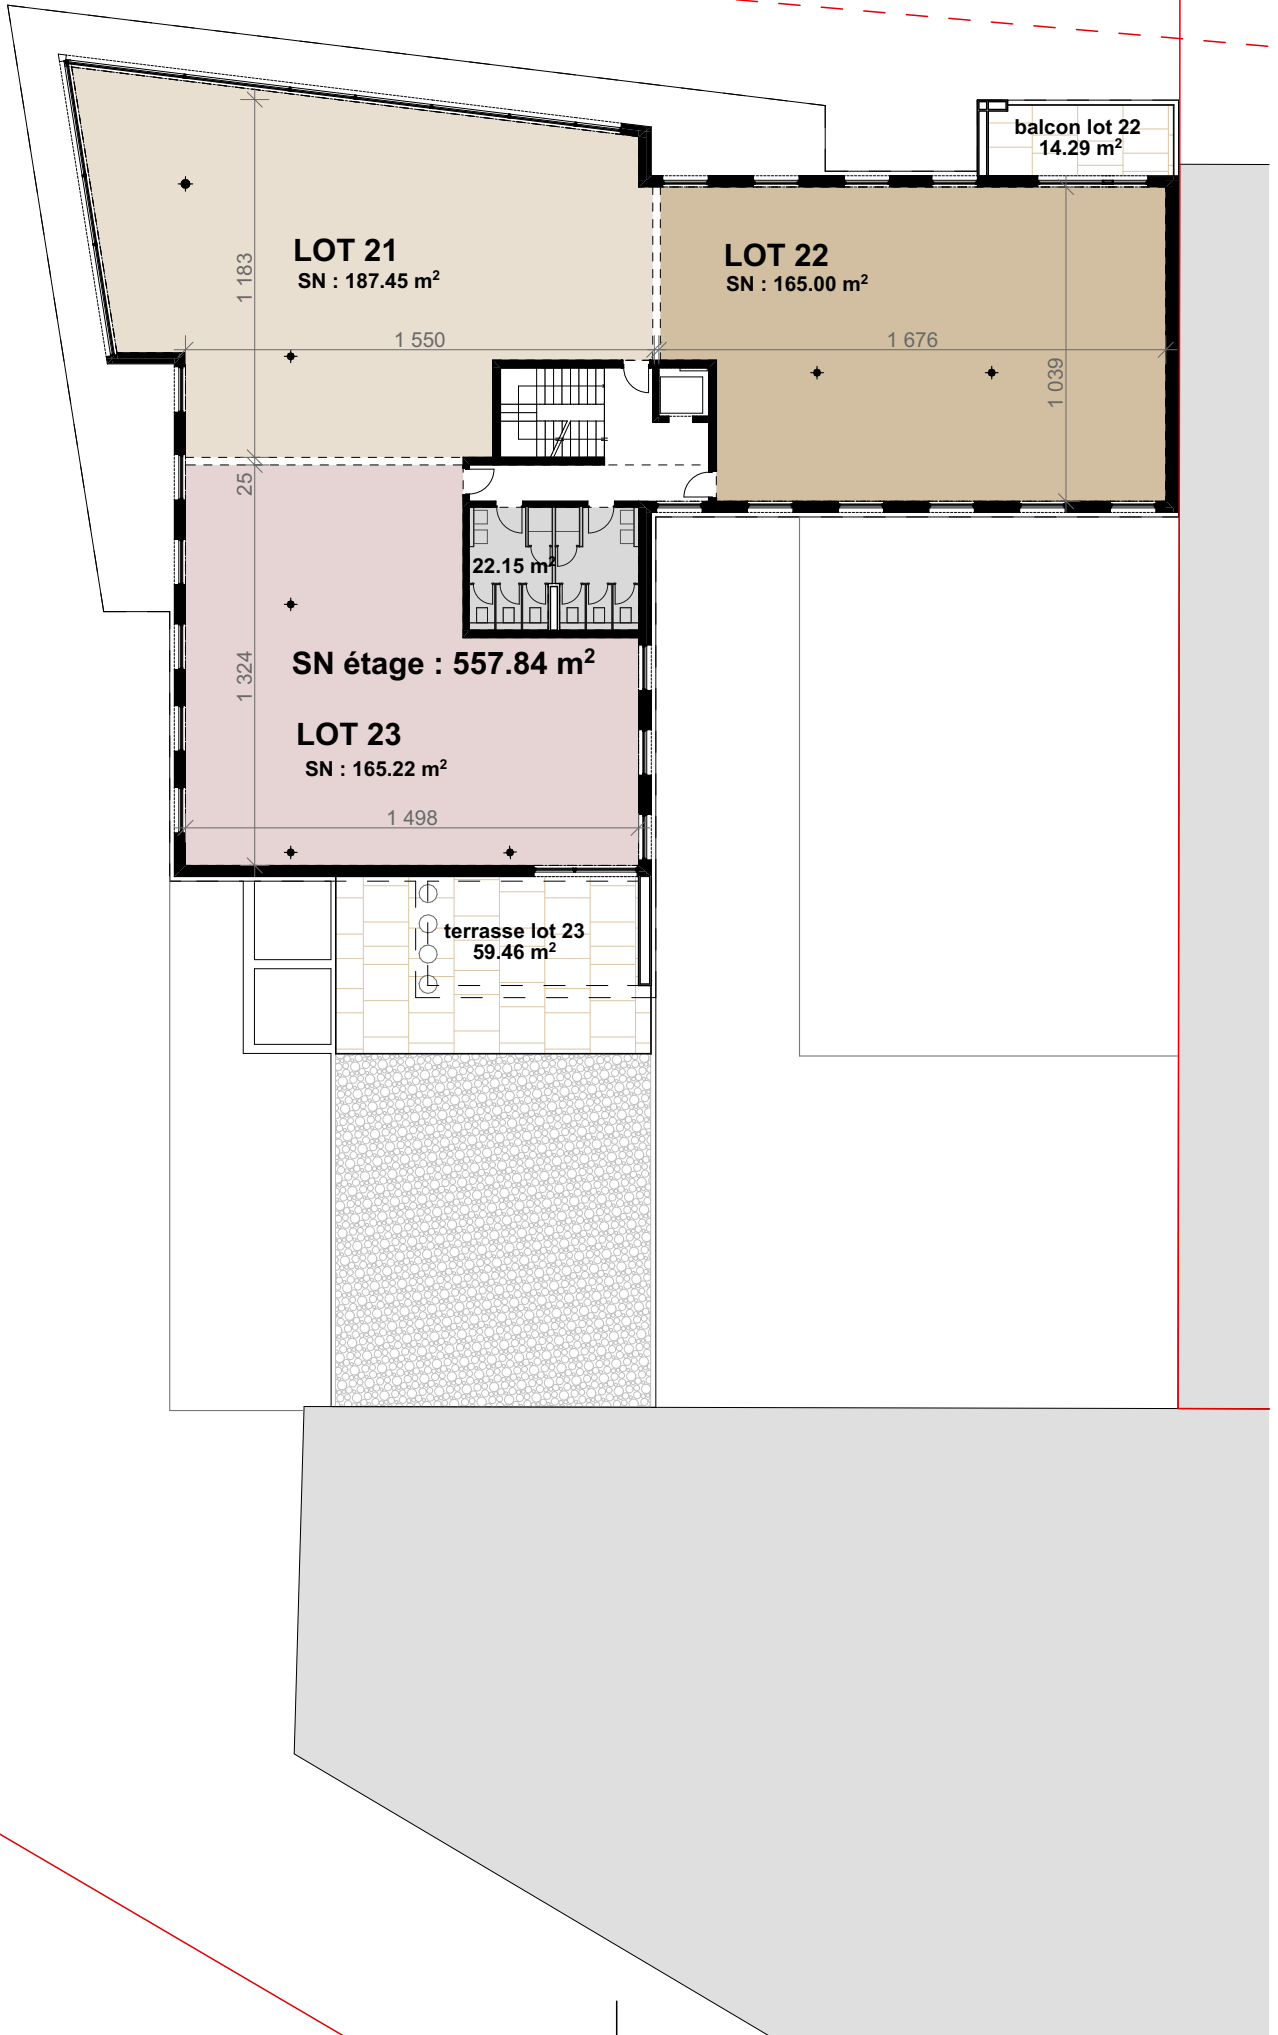 balcon lot 22
14.29 m²
LOT 21
SN : 187.45 m²
LOT 22
SN : 165.00 m²
1 183
1 550
1 676
1 039
25
22.15 m²
SN étage : 557.84 m²
1 324
LOT 23
SN : 165.22 m²
1 498
terrasse lot 23
59.46 m²